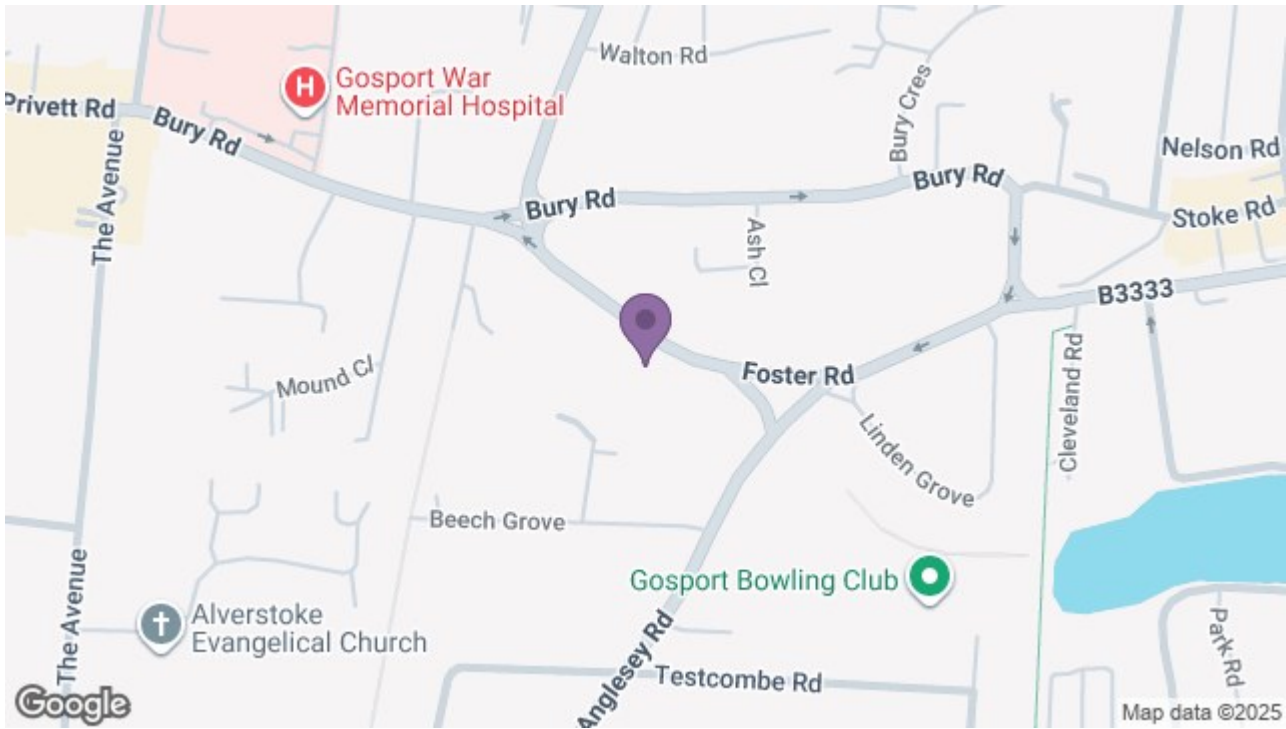 Walton Rd
Gosport War
Memorial Hospital
H
Privett Rd
Bury Rd
Bury Cres
Nelson Rd
The Avenue
Bury Rd
Bury Rd
Stoke Rd
Ash Cl
B3333
Mound Cl
Foster Rd
Cleveland Rd
Linden Grove
Beech Grove
Gosport Bowling Club
Alverstoke
Evangelical Church
The Avenue
Anglesey Rd
Testcombe Rd
Park Rd
Google
Map data ©2025